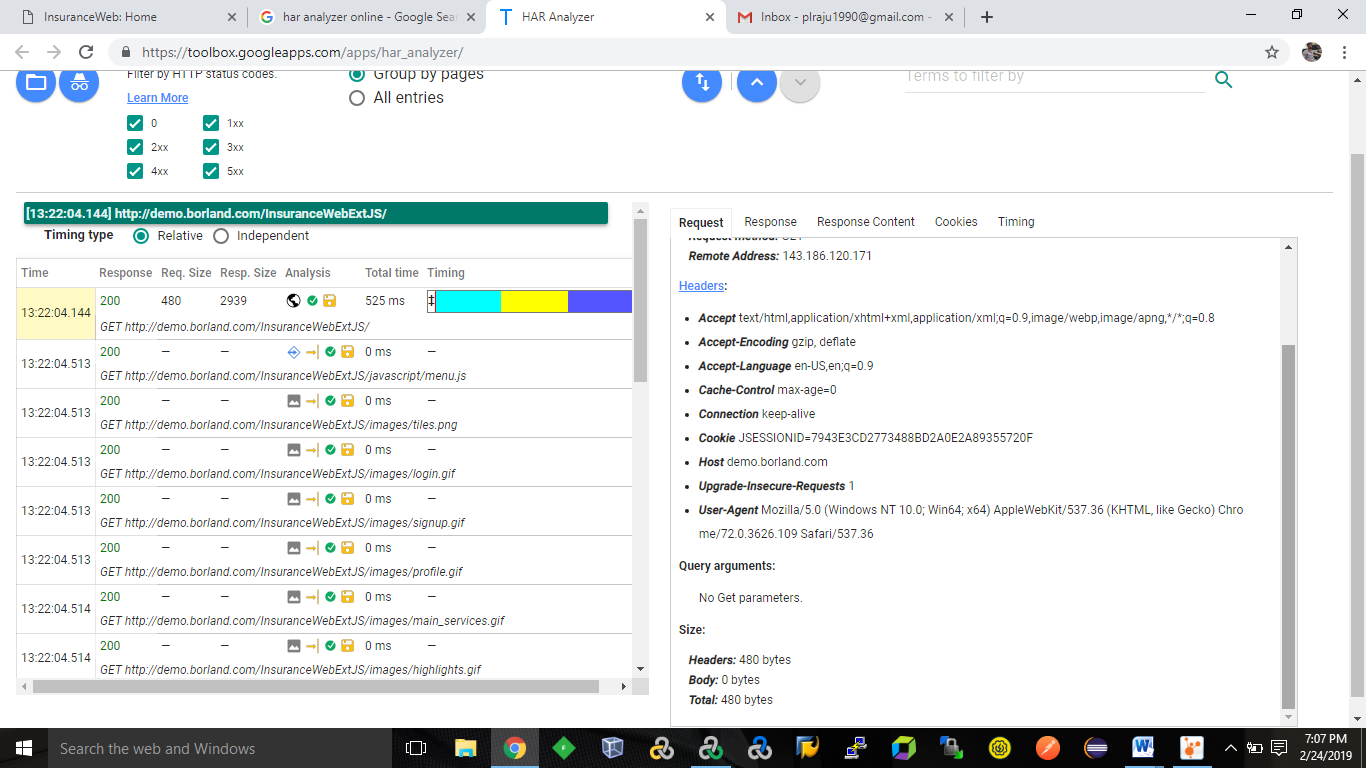 InsuranceWeb: Home
har analyzer online - Google Sea
HAR Analyzer
Inbox - plraju1990@gmail.com -
https://toolbox.googleapps.com/apps/har_analyzer/
Filter by HTTP status codes.
Learn More
0 1xx
2xx 3xx
4xx 5xx
Group by pages
All entries
Terms to filter by
[13:22:04.144] http://demo.borland.com/InsuranceWebExtJS/
Timing type Relative Independent
Time Response Req. Size Resp. Size Analysis Total time Timing
13:22:04.144 200 480 2939 525 ms
GET http://demo.borland.com/InsuranceWebExtJS/
13:22:04.513 200 — — 0 ms —
GET http://demo.borland.com/InsuranceWebExtJS/javascript/menu.js
13:22:04.513 200 — — 0 ms —
GET http://demo.borland.com/InsuranceWebExtJS/images/tiles.png
13:22:04.513 200 — — 0 ms —
GET http://demo.borland.com/InsuranceWebExtJS/images/login.gif
13:22:04.513 200 — — 0 ms —
GET http://demo.borland.com/InsuranceWebExtJS/images/signup.gif
13:22:04.513 200 — — 0 ms —
GET http://demo.borland.com/InsuranceWebExtJS/images/profile.gif
13:22:04.514 200 — — 0 ms —
GET http://demo.borland.com/InsuranceWebExtJS/images/main_services.gif
13:22:04.514 200 — — 0 ms —
GET http://demo.borland.com/InsuranceWebExtJS/images/highlights.gif
Request Response Response Content Cookies Timing
Request method: GET
Remote Address: 143.186.120.171
Headers:
Accept text/html,application/xhtml+xml,application/xml;q=0.9,image/webp,image/apng,*/*;q=0.8
Accept-Encoding gzip, deflate
Accept-Language en-US,en;q=0.9
Cache-Control max-age=0
Connection keep-alive
Cookie JSESSIONID=7943E3CD2773488BD2A0E2A89355720F
Host demo.borland.com
Upgrade-Insecure-Requests 1
User-Agent Mozilla/5.0 (Windows NT 10.0; Win64; x64) AppleWebKit/537.36 (KHTML, like Gecko) Chro
me/72.0.3626.109 Safari/537.36
Query arguments:
No Get parameters.
Size:
Headers: 480 bytes
Body: 0 bytes
Total: 480 bytes
Search the web and Windows
7:07 PM
2/24/2019